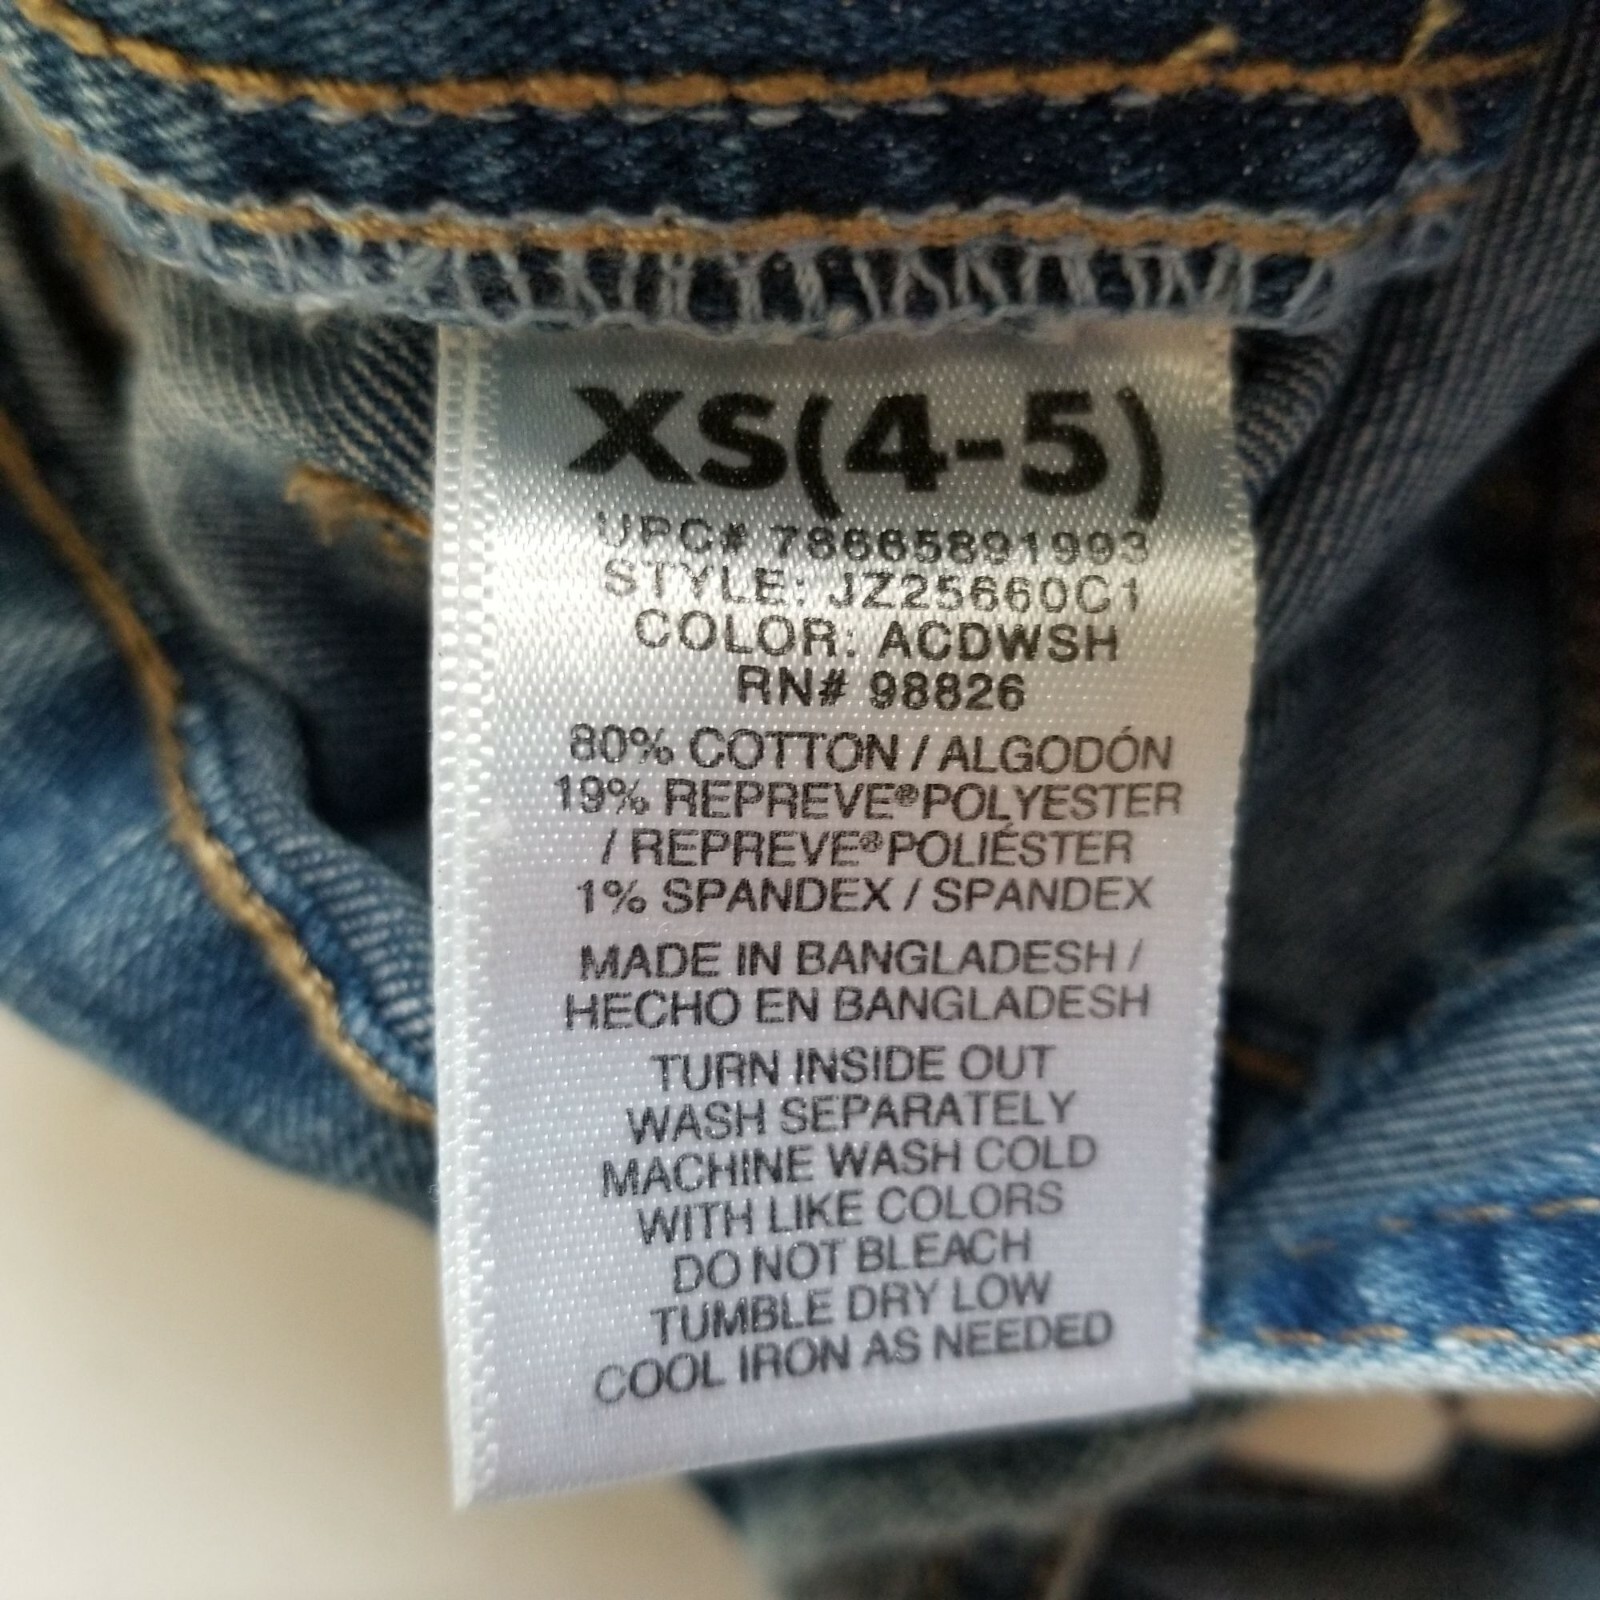 XS(4-5)
UPC# 78665891993
STYLE: JZ25660C1
COLOR: ACDWSH
RN# 98826
80% COTTON / ALGODÓN
19% REPREVE®POLYESTER
/ REPREVE®POLIÉSTER
1% SPANDEX / SPANDEX
MADE IN BANGLADESH /
HECHO EN BANGLADESH
TURN INSIDE OUT
WASH SEPARATELY
MACHINE WASH COLD
WITH LIKE COLORS
DO NOT BLEACH
TUMBLE DRY LOW
COOL IRON AS NEEDED